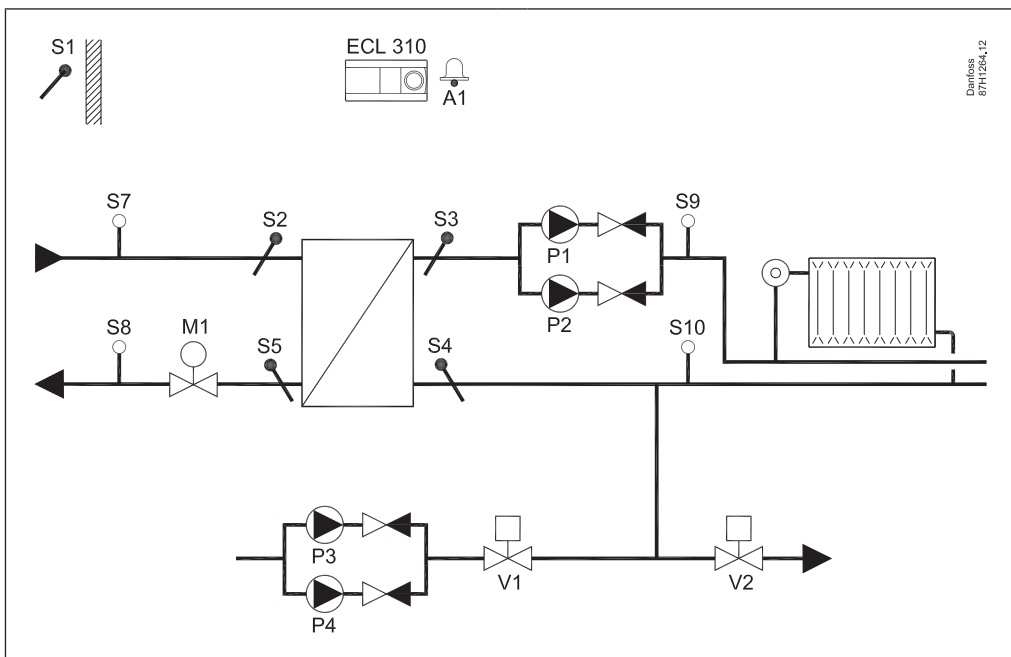 S1
ECL 310
A1
Danfoss
87H1264.12
S7
S2
S3
P1
S9
P2
S8
M1
S5
S4
S10
P3
V1
V2
P4